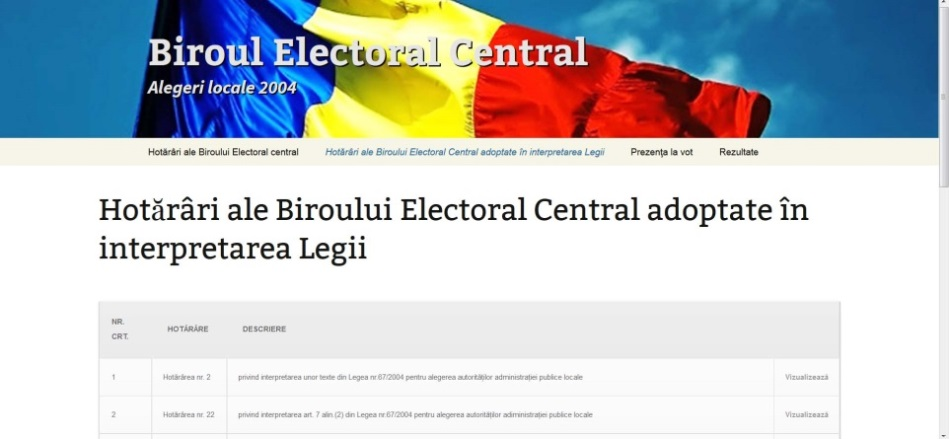 Biroul Electoral Central
Alegeri locale 2004
Hotărâri ale Biroului Electoral central Hotărâri ale Biroului Electoral Central adoptate în interpretarea Legii Prezența la vot Rezultate
Hotărâri ale Biroului Electoral Central adoptate în
interpretarea Legii
NR.
CRT. HOTĂRÂRE DESCRIERE
1 Hotărârea nr. 2 privind interpretarea unor texte din Legea nr.67/2004 pentru alegerea autorităților administrației publice locale Vizualizează
2 Hotărârea nr. 22 privind interpretarea art. 7 alin (2) din Legea nr.67/2004 pentru alegerea autorităților adiministrației publice locale Vizualizează